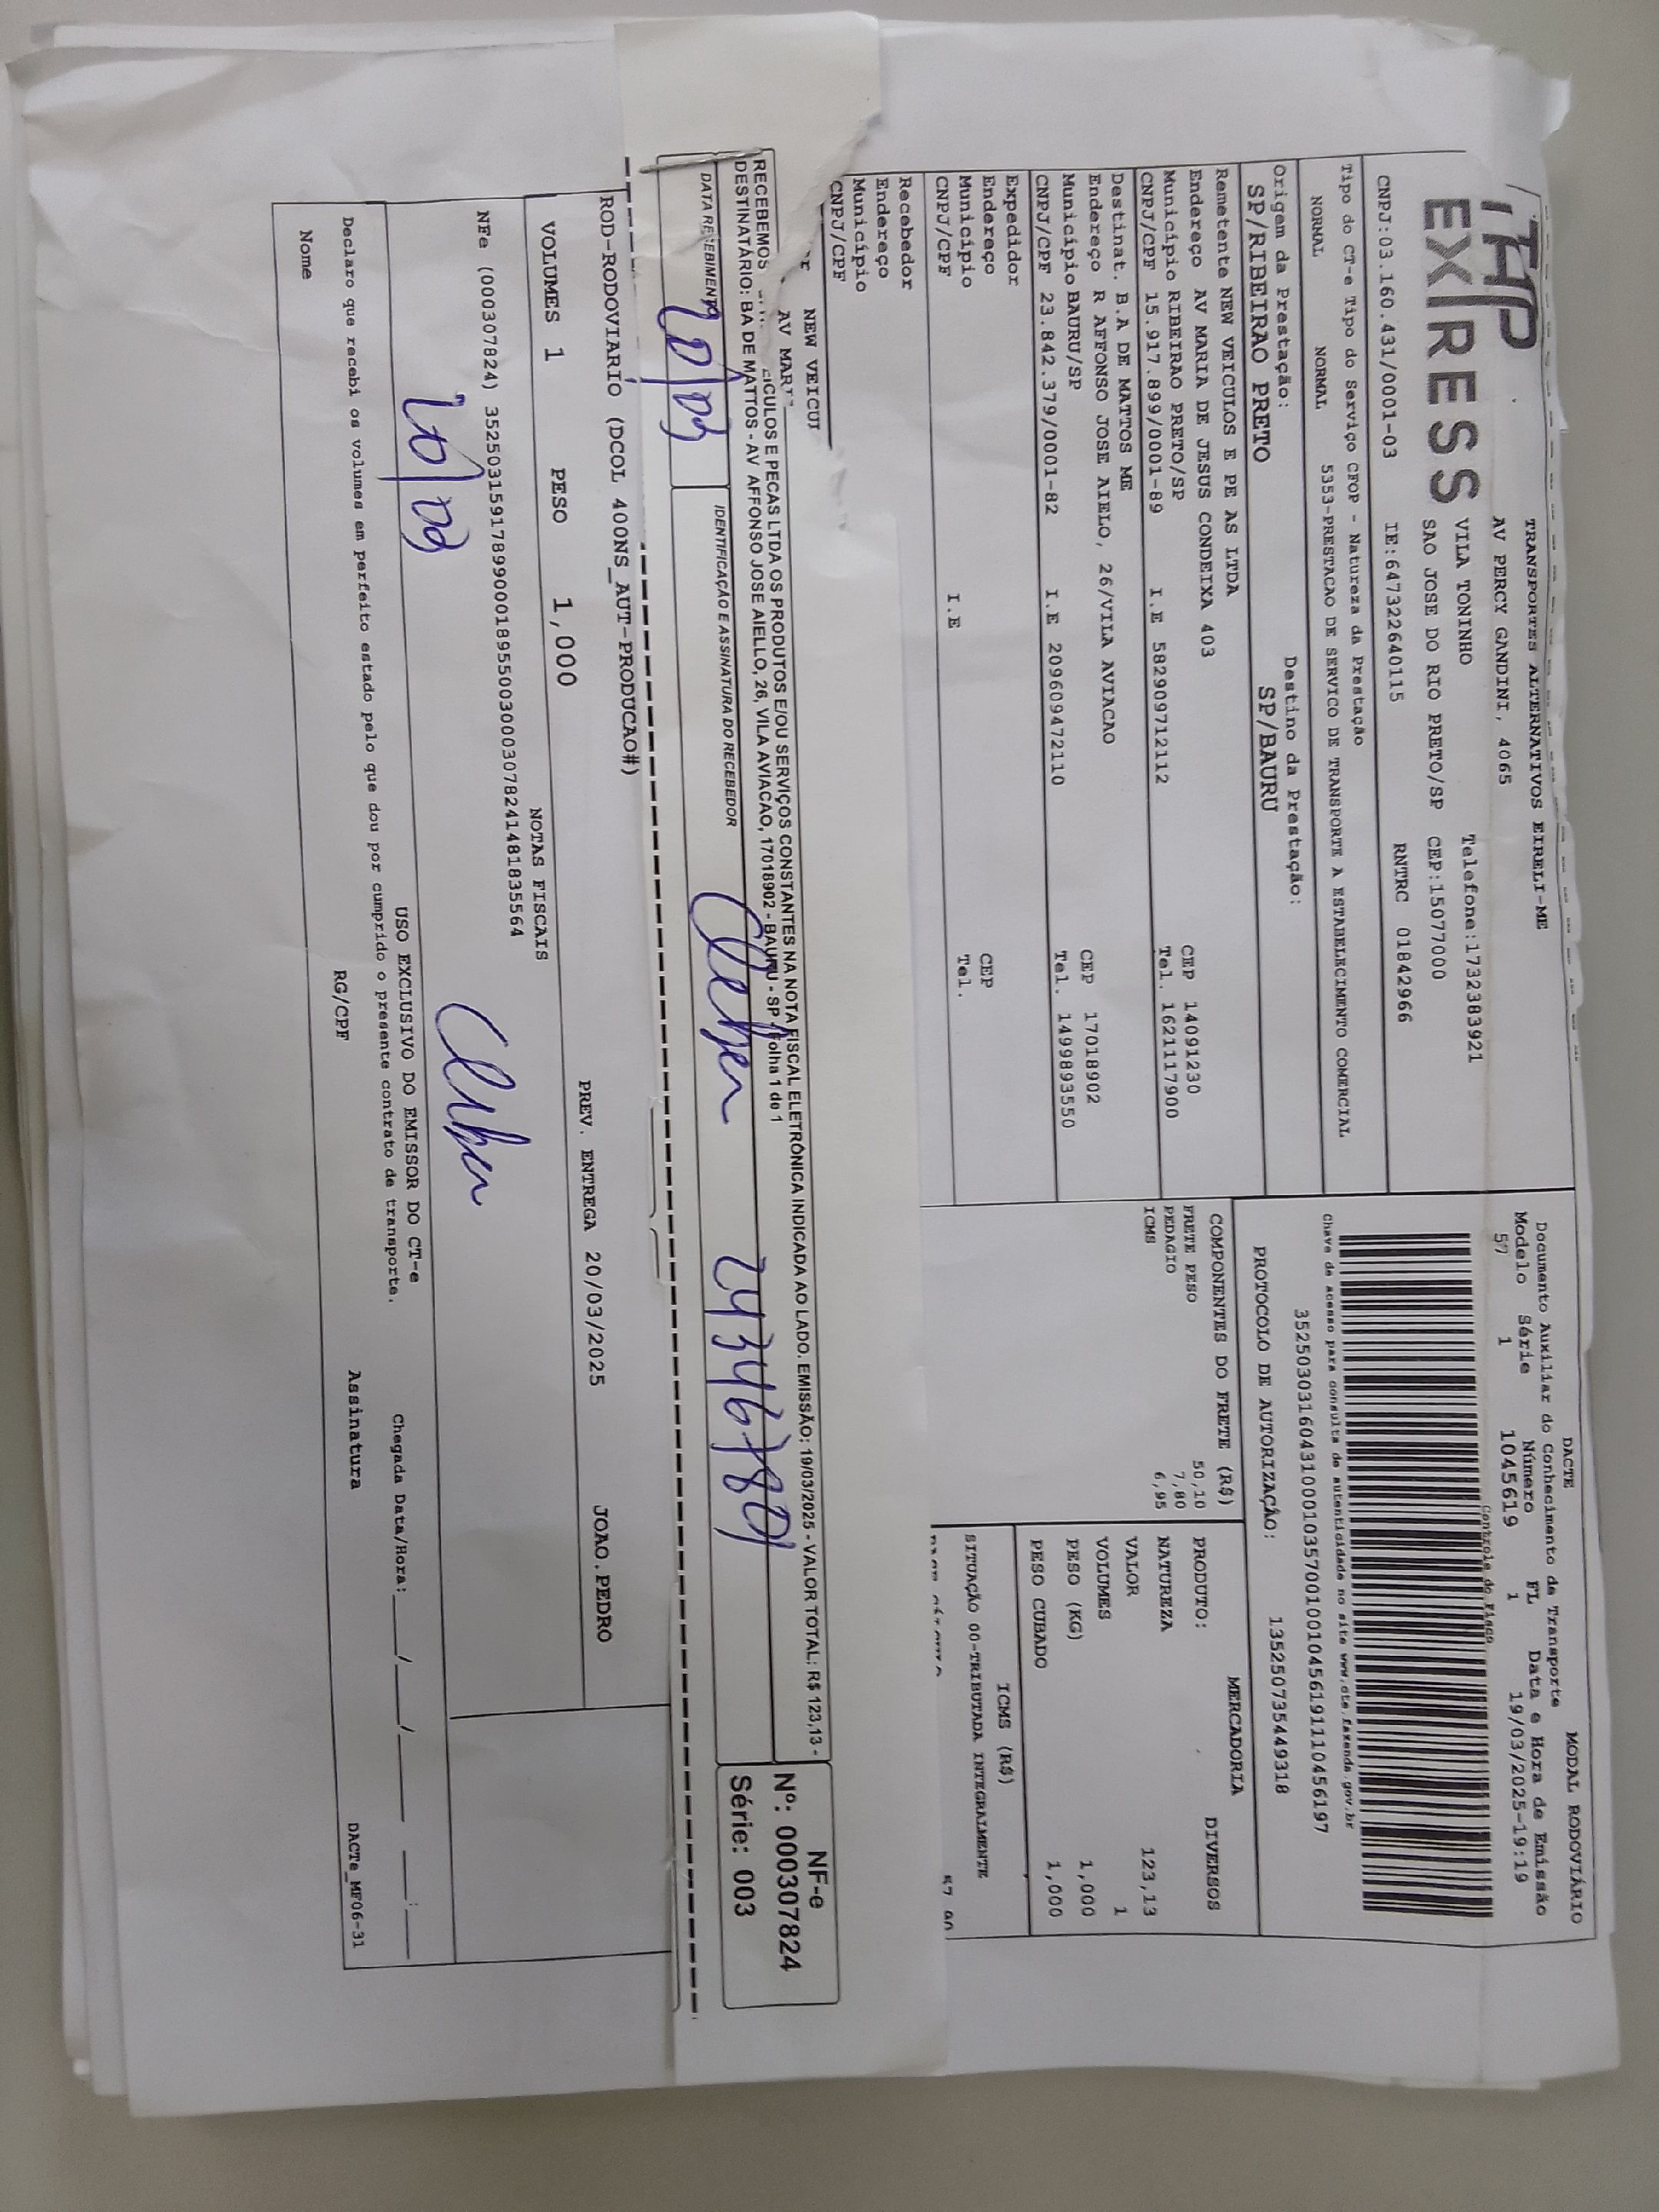 THP
EXPRESS
TRANSPORTES ALTERNATIVOS EIRELI-ME
AV PERCY GANDINI, 4065
VILA TONINHO Telefone:1732383921
SAO JOSE DO RIO PRETO/SP CEP:15077000
CNPJ:03.160.431/0001-03 IE:647322640115 RNTRC 01842966
Tipo do CT-e Tipo do Serviço CFOP - Natureza da Prestação
NORMAL NORMAL 5353-PRESTACAO DE SERVICO DE TRANSPORTE A ESTABELECIMENTO COMERCIAL
Origem da Prestação: Destino da Prestação:
SP/RIBEIRAO PRETO SP/BAURU
DACTE MODAL RODOVIÁRIO
Documento Auxiliar do Conhecimento de Transporte
Modelo Série Número FL Data e Hora de Emissão
57 1 1045619 1 19/03/2025-19:19
Controle do Fisco
Chave de acesso para consulta de autenticidade no site www.cte.fazenda.gov.br
35250303160431000103570010010456191110456197
PROTOCOLO DE AUTORIZAÇÃO: 135250735449318
Remetente NEW VEICULOS E PE AS LTDA
Endereço AV MARIA DE JESUS CONDEIXA 403
Município RIBEIRAO PRETO/SP CEP 14091230
CNPJ/CPF 15.917.899/0001-89 I.E 582909712112 Tel. 1621117900
Destinat. B.A DE MATTOS ME
Endereço R AFFONSO JOSE AIELO, 26/VILA AVIACAO
Município BAURU/SP CEP 17018902
CNPJ/CPF 23.842.379/0001-82 I.E 209609472110 Tel. 14998935550
Expedidor
Endereço
Município CEP
CNPJ/CPF I.E Tel.
Recebedor
Endereço
Município
CNPJ/CPF
COMPONENTES DO FRETE (R$)
FRETE PESO 50,10
PEDAGIO 7,80
ICMS 6,95
MERCADORIA
PRODUTO: DIVERSOS
NATUREZA
VALOR 123,13
VOLUMES 1
PESO (KG) 1,000
PESO CUBADO 1,000
ICMS (R$)
SITUAÇÃO 00-TRIBUTADA INTEGRALMENTE
NEW VEICUI
AV MAR
RECEBEMOS ICULOS E PECAS LTDA OS PRODUTOS E/OU SERVIÇOS CONSTANTES NA NOTA FISCAL ELETRÔNICA INDICADA AO LADO. EMISSÃO: 19/03/2025 - VALOR TOTAL: R$ 123,13 -
DESTINATÁRIO: BA DE MATTOS - AV AFFONSO JOSE AIELLO, 26, VILA AVIACAO, 17018902 - BAURU - SP - Folha 1 de 1
NF-e
Nº: 000307824
Série: 003
DATA RECEBIMENTO IDENTIFICAÇÃO E ASSINATURA DO RECEBEDOR
20/03 Cleber
ROD-RODOVIARIO (DCOL 400NS_AUT-PRODUCAO#)
PREV. ENTREGA 20/03/2025 JOAO.PEDRO
VOLUMES 1 PESO 1,000
NOTAS FISCAIS
NFe (000307824) 35250315917899000189550030003078241481835564
20/03 Cleber
USO EXCLUSIVO DO EMISSOR DO CT-e
Declaro que recebi os volumes em perfeito estado pelo que dou por cumprido o presente contrato de transporte. Chegada Data/Hora:___/___/____ __:__
Nome RG/CPF Assinatura
DACTe_MF06-31